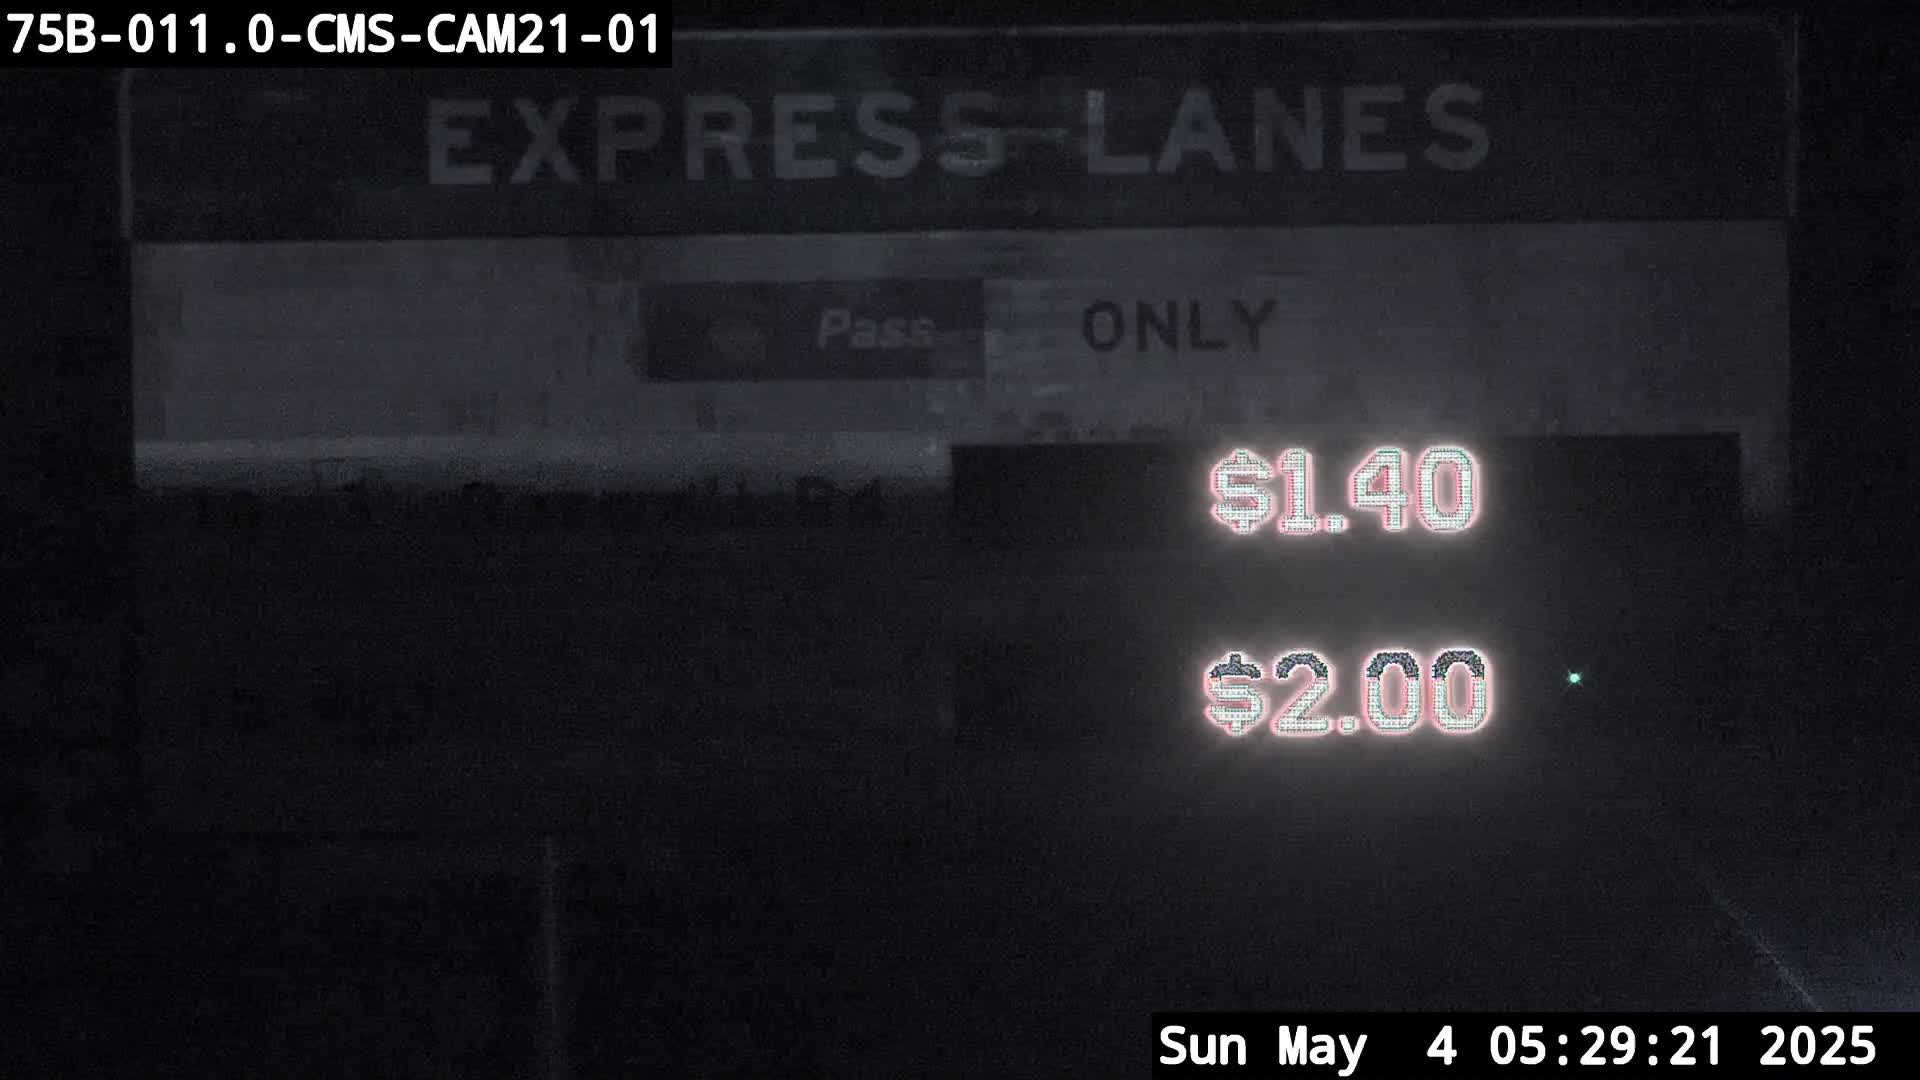 75B-011.0-CMS-CAM21-01
EXPRESS LANES
Pass ONLY
$1.40
$2.00
Sun May 4 05:29:21 2025